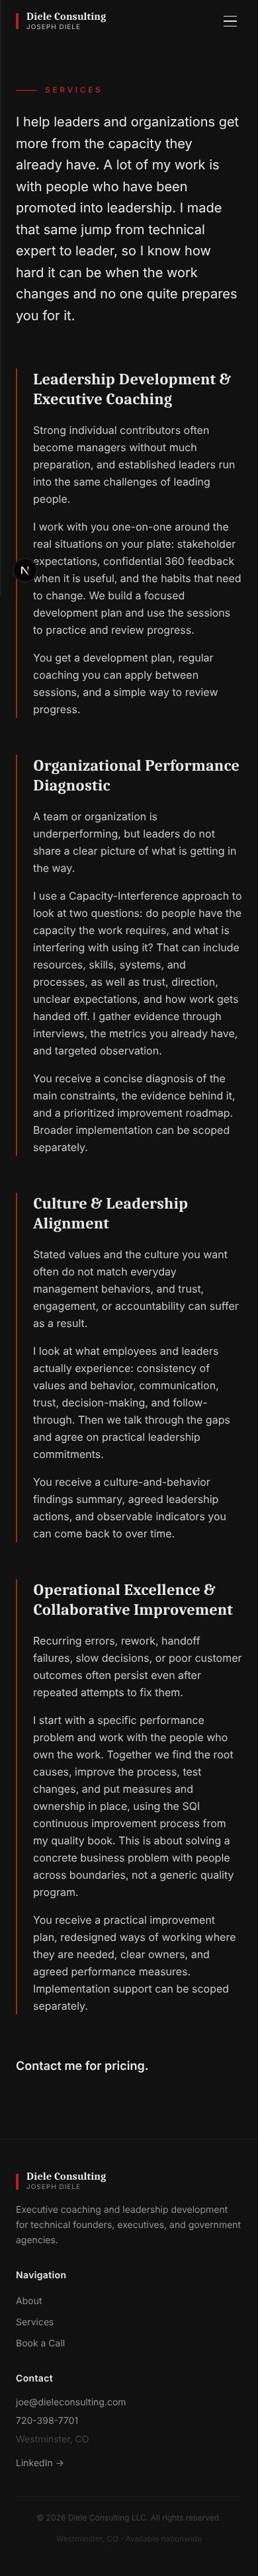 Diele Consulting
JOSEPH DIELE
SERVICES
I help leaders and organizations get
more from the capacity they
already have. A lot of my work is
with people who have been
promoted into leadership. I made
that same jump from technical
expert to leader, so I know how
hard it can be when the work
changes and no one quite prepares
you for it.
Leadership Development &
Executive Coaching
Strong individual contributors often
become managers without much
preparation, and established leaders run
into the same challenges of leading
people.
I work with you one-on-one around the
real situations on your plate: stakeholder
expectations, confidential 360 feedback
when it is useful, and the habits that need
to change. We build a focused
development plan and use the sessions
to practice and review progress.
You get a development plan, regular
coaching you can apply between
sessions, and a simple way to review
progress.
Organizational Performance
Diagnostic
A team or organization is
underperforming, but leaders do not
share a clear picture of what is getting in
the way.
I use a Capacity-Interference approach to
look at two questions: do people have the
capacity the work requires, and what is
interfering with using it? That can include
resources, skills, systems, and
processes, as well as trust, direction,
unclear expectations, and how work gets
handed off. I gather evidence through
interviews, the metrics you already have,
and targeted observation.
You receive a concise diagnosis of the
main constraints, the evidence behind it,
and a prioritized improvement roadmap.
Broader implementation can be scoped
separately.
Culture & Leadership
Alignment
Stated values and the culture you want
often do not match everyday
management behaviors, and trust,
engagement, or accountability can suffer
as a result.
I look at what employees and leaders
actually experience: consistency of
values and behavior, communication,
trust, decision-making, and follow-
through. Then we talk through the gaps
and agree on practical leadership
commitments.
You receive a culture-and-behavior
findings summary, agreed leadership
actions, and observable indicators you
can come back to over time.
Operational Excellence &
Collaborative Improvement
Recurring errors, rework, handoff
failures, slow decisions, or poor customer
outcomes often persist even after
repeated attempts to fix them.
I start with a specific performance
problem and work with the people who
own the work. Together we find the root
causes, improve the process, test
changes, and put measures and
ownership in place, using the SQI
continuous improvement process from
my quality book. This is about solving a
concrete business problem with people
across boundaries, not a generic quality
program.
You receive a practical improvement
plan, redesigned ways of working where
they are needed, clear owners, and
agreed performance measures.
Implementation support can be scoped
separately.
Contact me for pricing.
Diele Consulting
JOSEPH DIELE
Executive coaching and leadership development
for technical founders, executives, and government
agencies.
Navigation
About
Services
Book a Call
Contact
joe@dieleconsulting.com
720-398-7701
Westminster, CO
LinkedIn →
© 2026 Diele Consulting LLC. All rights reserved.
Westminster, CO · Available nationwide